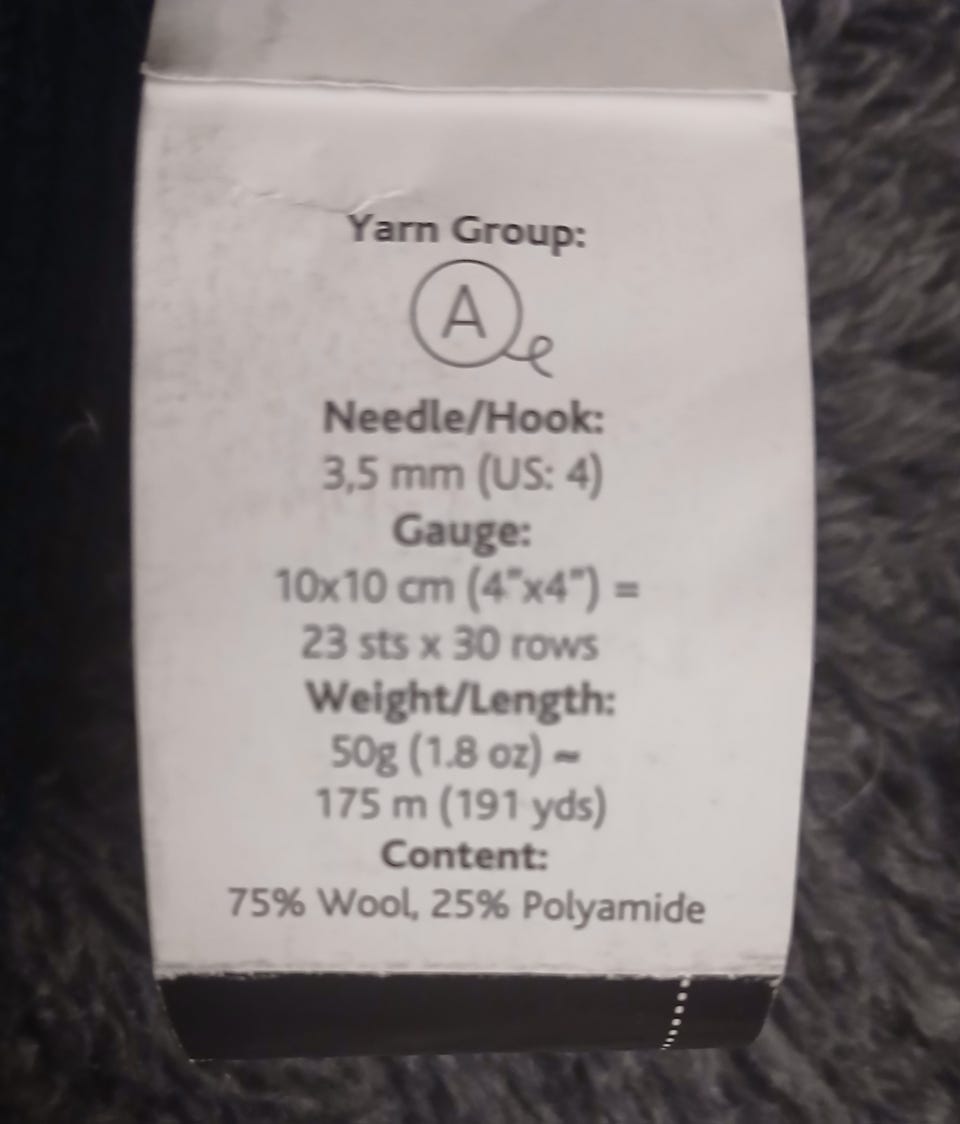 Yarn Group:
A
Needle/Hook:
3,5 mm (US: 4)
Gauge:
10x10 cm (4"x4") =
23 sts x 30 rows
Weight/Length:
50g (1.8 oz) ~
175 m (191 yds)
Content:
75% Wool, 25% Polyamide